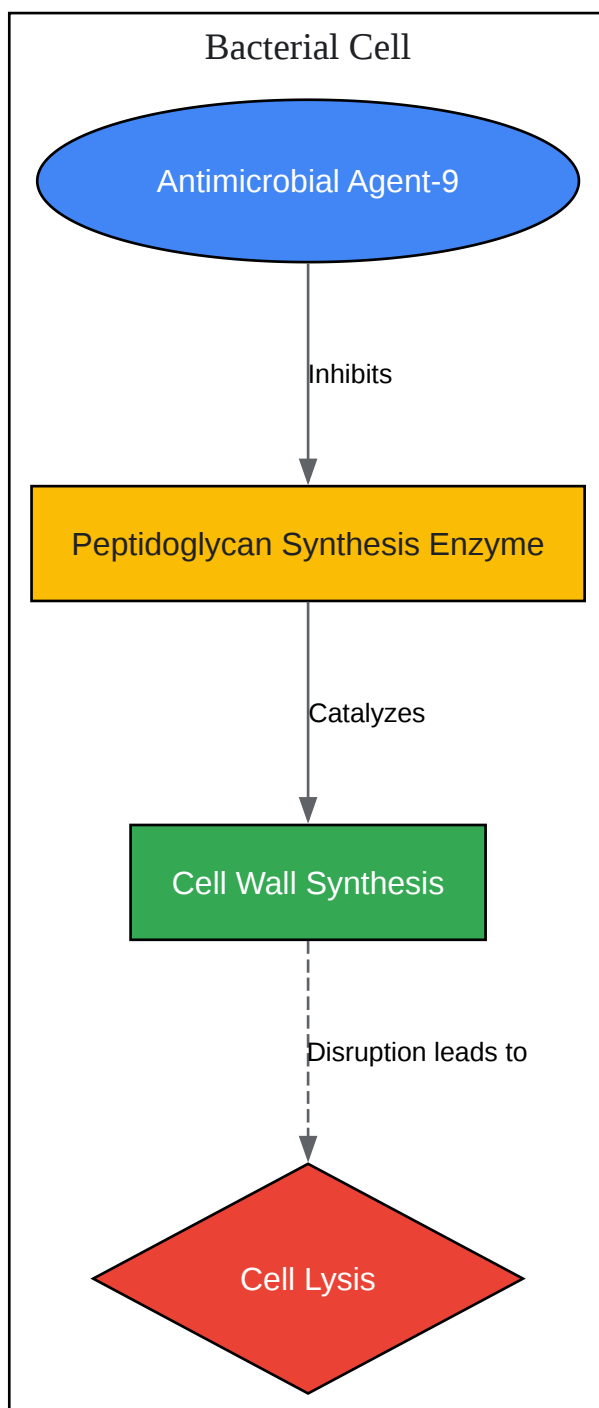 Bacterial Cell
Antimicrobial Agent-9
Inhibits
Peptidoglycan Synthesis Enzyme
Catalyzes
Cell Wall Synthesis
Disruption leads to
Cell Lysis